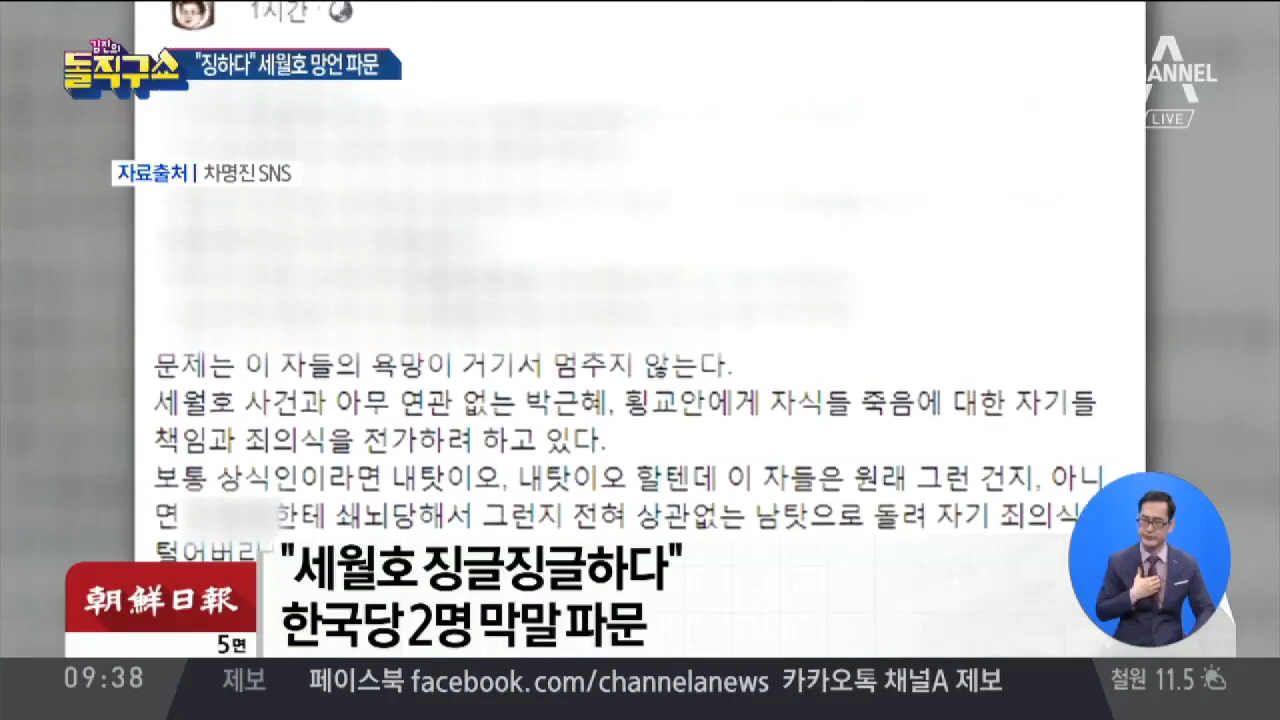 1시간
김진의
돌직구쇼
"징하다" 세월호 망언 파문
CHANNEL A
LIVE
자료출처 | 차명진 SNS
문제는 이 자들의 욕망이 거기서 멈추지 않는다.
세월호 사건과 아무 연관 없는 박근혜, 황교안에게 자식들 죽음에 대한 자기들
책임과 죄의식을 전가하려 하고 있다.
보통 상식인이라면 내탓이오, 내탓이오 할텐데 이 자들은 원래 그런 건지, 아니
면 한테 쇄뇌당해서 그런지 전혀 상관없는 남탓으로 돌려 자기 죄의식
털어버리
"세월호 징글징글하다"
한국당 2명 막말 파문
朝鮮日報
5면
09:38 제보 페이스북 facebook.com/channelanews 카카오톡 채널A 제보 철원 11.5